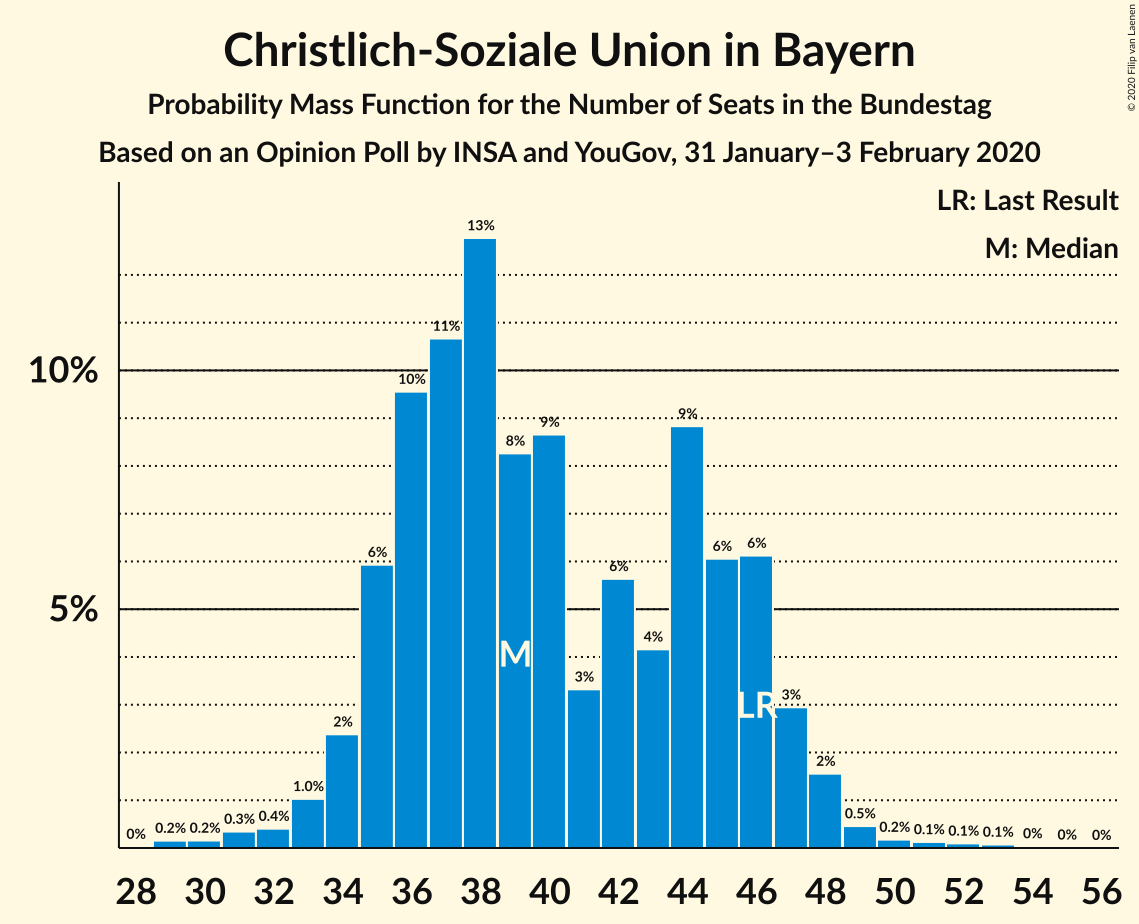 Christlich-Soziale Union in Bayern
Probability Mass Function for the Number of Seats in the Bundestag
Based on an Opinion Poll by INSA and YouGov, 31 January–3 February 2020
© 2020 Filip van Laenen
LR: Last Result
M: Median
10%
5%
0% 0.2% 0.2% 0.3% 0.4% 1.0% 2% 6% 10% 11% 13% 8% 9% 3% 6% 4% 9% 6% 6% 3% 2% 0.5% 0.2% 0.1% 0.1% 0.1% 0% 0% 0%
M
LR
28 30 32 34 36 38 40 42 44 46 48 50 52 54 56